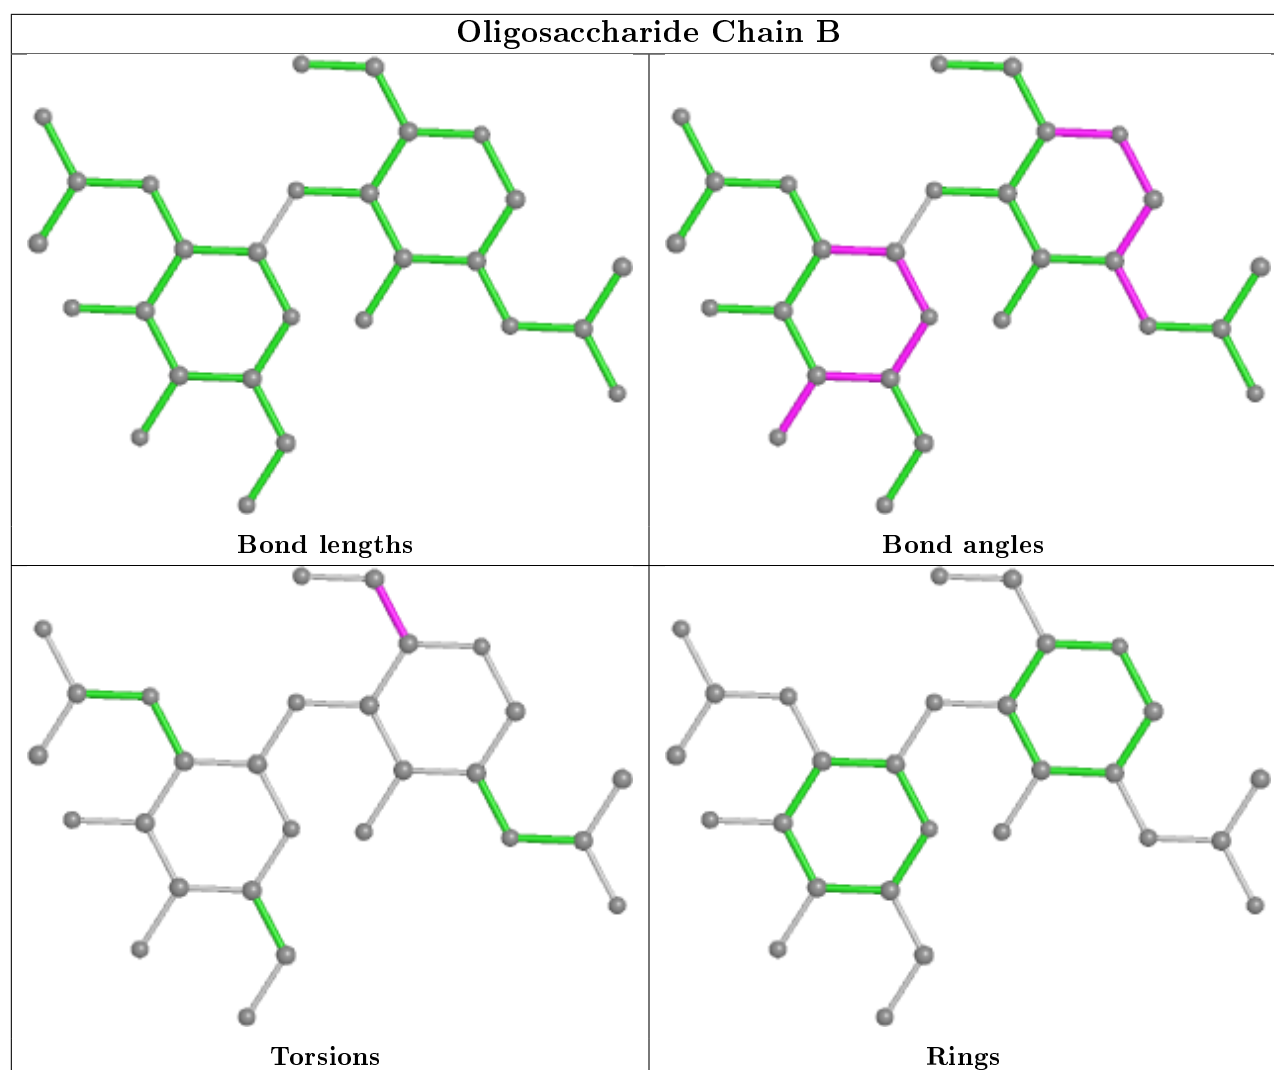 Oligosaccharide Chain B
Bond lengths
Bond angles
Torsions
Rings